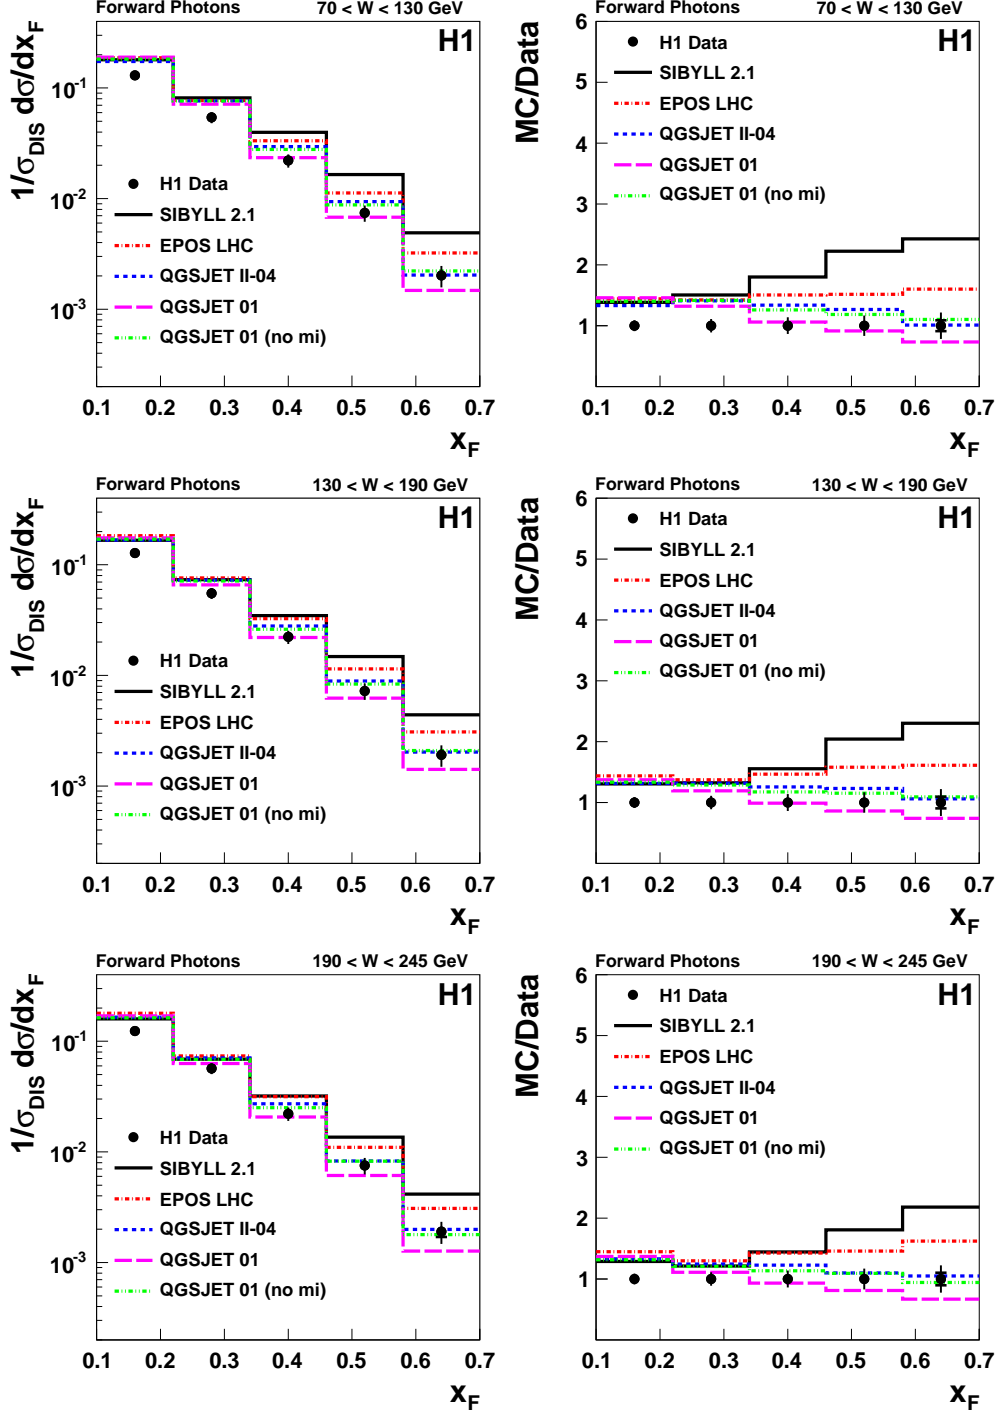 Forward Photons 70 < W < 130 GeV
H1
1/σDIS dσ/dxF
10^-1
10^-2
10^-3
H1 Data
SIBYLL 2.1
EPOS LHC
QGSJET II-04
QGSJET 01
QGSJET 01 (no mi)
0.1 0.2 0.3 0.4 0.5 0.6 0.7
xF
Forward Photons 70 < W < 130 GeV
H1
MC/Data
6
5
4
3
2
1
H1 Data
SIBYLL 2.1
EPOS LHC
QGSJET II-04
QGSJET 01
QGSJET 01 (no mi)
0.1 0.2 0.3 0.4 0.5 0.6 0.7
xF
Forward Photons 130 < W < 190 GeV
H1
1/σDIS dσ/dxF
10^-1
10^-2
10^-3
H1 Data
SIBYLL 2.1
EPOS LHC
QGSJET II-04
QGSJET 01
QGSJET 01 (no mi)
0.1 0.2 0.3 0.4 0.5 0.6 0.7
xF
Forward Photons 130 < W < 190 GeV
H1
MC/Data
6
5
4
3
2
1
H1 Data
SIBYLL 2.1
EPOS LHC
QGSJET II-04
QGSJET 01
QGSJET 01 (no mi)
0.1 0.2 0.3 0.4 0.5 0.6 0.7
xF
Forward Photons 190 < W < 245 GeV
H1
1/σDIS dσ/dxF
10^-1
10^-2
10^-3
H1 Data
SIBYLL 2.1
EPOS LHC
QGSJET II-04
QGSJET 01
QGSJET 01 (no mi)
0.1 0.2 0.3 0.4 0.5 0.6 0.7
xF
Forward Photons 190 < W < 245 GeV
H1
MC/Data
6
5
4
3
2
1
H1 Data
SIBYLL 2.1
EPOS LHC
QGSJET II-04
QGSJET 01
QGSJET 01 (no mi)
0.1 0.2 0.3 0.4 0.5 0.6 0.7
xF